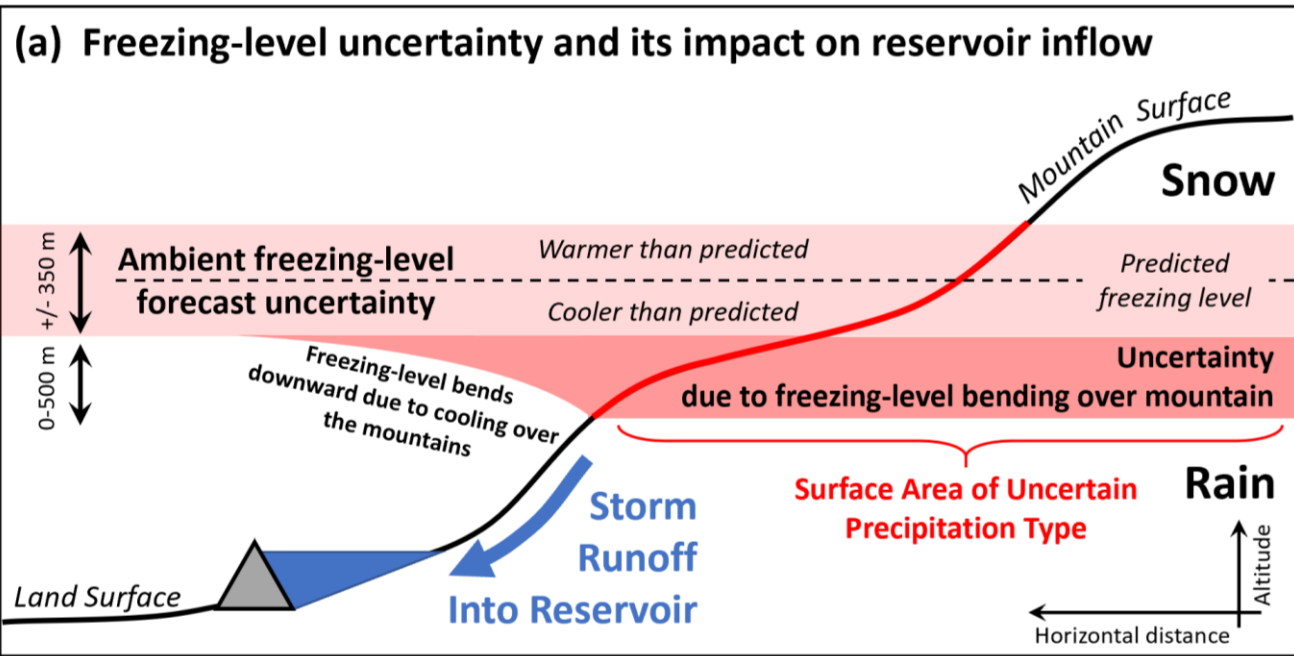 (a) Freezing-level uncertainty and its impact on reservoir inflow
Mountain Surface
Snow
+/- 350 m
Ambient freezing-level
forecast uncertainty
Warmer than predicted
Cooler than predicted
Predicted
freezing level
0-500 m
Freezing-level bends
downward due to cooling over
the mountains
Uncertainty
due to freezing-level bending over mountain
Surface Area of Uncertain
Precipitation Type
Rain
Storm
Runoff
Into Reservoir
Land Surface
Altitude
Horizontal distance